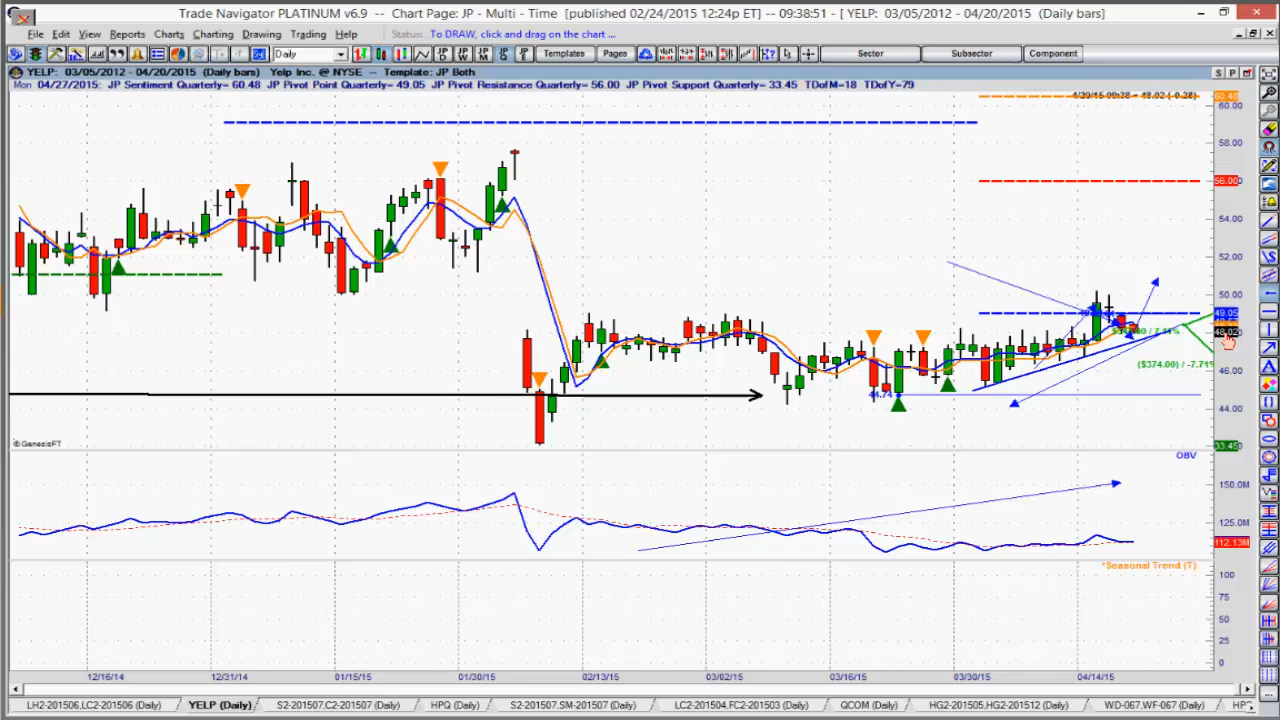 Trade Navigator PLATINUM v6.9 -- Chart Page: JP - Multi - Time [published 02/24/2015 12:24p ET] -- 09:38:51 - [ YELP: 03/05/2012 - 04/20/2015 (Daily bars) ]
File Edit View Reports Charts Charting Drawing Trading Help Status: To DRAW, click and drag on the chart ...
Daily Templates Pages Sector Subsector Component
YELP: 03/05/2012 - 04/20/2015 (Daily bars) Yelp Inc. @ NYSE - Template: JP Both S P
Mon 04/27/2015: JP Sentiment Quarterly= 60.48 JP Pivot Point Quarterly= 49.05 JP Pivot Resistance Quarterly= 56.00 JP Pivot Support Quarterly= 33.45 TDofM=18 TDofY=79
60.48
60.00
58.00
56.00
54.00
52.00
50.00
49.05
48.02
46.00
($374.00) / -7.71%
44.74
44.00
33.45
© GenesisFT
OBV
150.0M
125.0M
112.13M
*Seasonal Trend (T)
100
75
50
25
0
12/16/14 12/31/14 01/15/15 01/30/15 02/13/15 03/02/15 03/16/15 03/30/15 04/14/15
LH2-201506,LC2-201506 (Daily) YELP (Daily) S2-201507,C2-201507 (Daily) HPQ (Daily) S2-201507,SM-201507 (Daily) LC2-201504,FC2-201503 (Daily) QCOM (Daily) HG2-201505,HG2-201512 (Daily) WD-067,WF-067 (Daily)